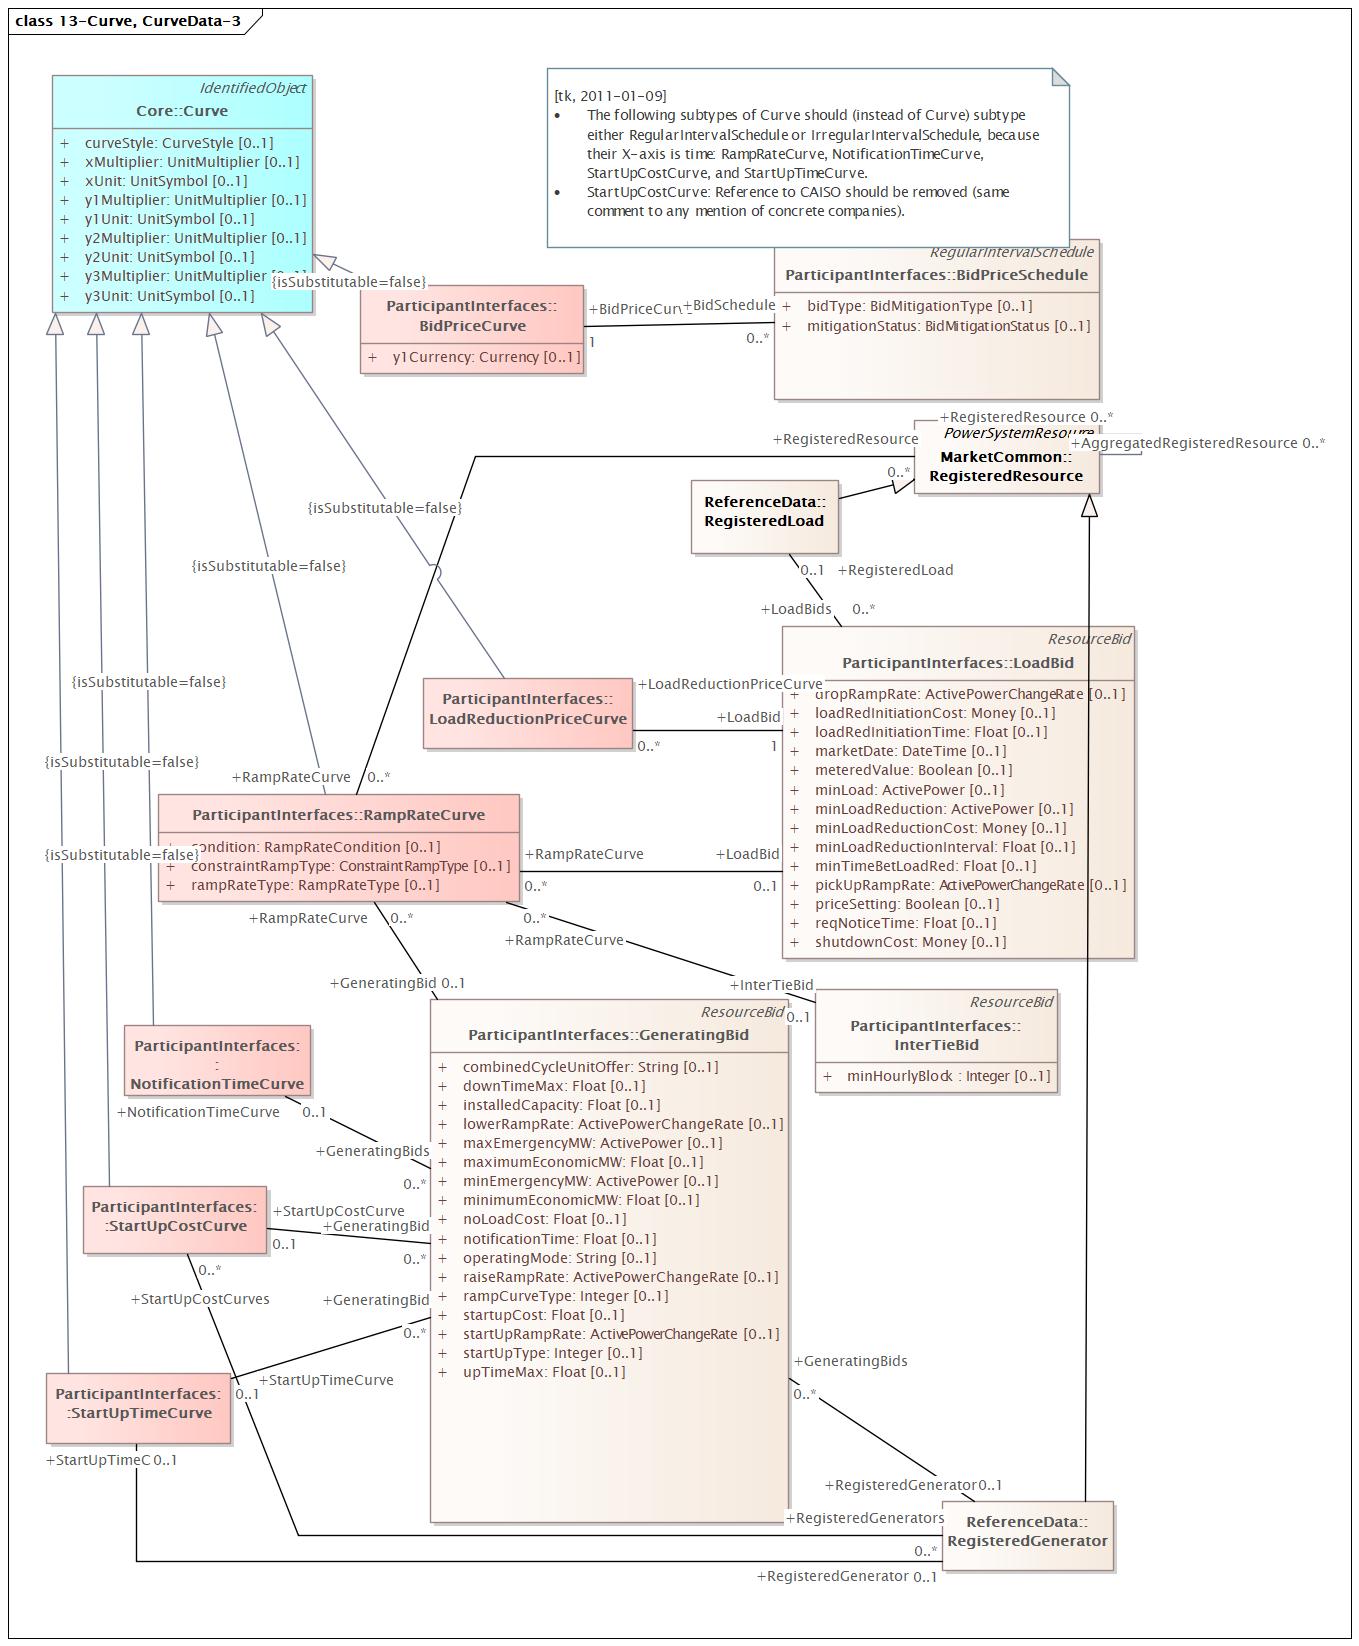 class 13-Curve, CurveData-3
IdentifiedObject
Core::Curve
+ curveStyle: CurveStyle [0..1]
+ xMultiplier: UnitMultiplier [0..1]
+ xUnit: UnitSymbol [0..1]
+ y1Multiplier: UnitMultiplier [0..1]
+ y1Unit: UnitSymbol [0..1]
+ y2Multiplier: UnitMultiplier [0..1]
+ y2Unit: UnitSymbol [0..1]
+ y3Multiplier: UnitMultiplier [0..1]
+ y3Unit: UnitSymbol [0..1]
[tk, 2011-01-09]
• The following subtypes of Curve should (instead of Curve) subtype
either RegularIntervalSchedule or IrregularIntervalSchedule, because
their X-axis is time: RampRateCurve, NotificationTimeCurve,
StartUpCostCurve, and StartUpTimeCurve.
• StartUpCostCurve: Reference to CAISO should be removed (same
comment to any mention of concrete companies).
{isSubstitutable=false}
ParticipantInterfaces::
BidPriceCurve
+ y1Currency: Currency [0..1]
+BidPriceCurv
1
+BidSchedule
0..*
RegularIntervalSchedule
ParticipantInterfaces::BidPriceSchedule
+ bidType: BidMitigationType [0..1]
+ mitigationStatus: BidMitigationStatus [0..1]
+RegisteredResource 0..*
+RegisteredResource
0..*
PowerSystemResource
MarketCommon::
RegisteredResource
+AggregatedRegisteredResource 0..*
ReferenceData::
RegisteredLoad
{isSubstitutable=false}
{isSubstitutable=false}
0..1 +RegisteredLoad
+LoadBids 0..*
ResourceBid
ParticipantInterfaces::LoadBid
+ dropRampRate: ActivePowerChangeRate [0..1]
+ loadRedInitiationCost: Money [0..1]
+ loadRedInitiationTime: Float [0..1]
+ marketDate: DateTime [0..1]
+ meteredValue: Boolean [0..1]
+ minLoad: ActivePower [0..1]
+ minLoadReduction: ActivePower [0..1]
+ minLoadReductionCost: Money [0..1]
+ minLoadReductionInterval: Float [0..1]
+ minTimeBetLoadRed: Float [0..1]
+ pickUpRampRate: ActivePowerChangeRate [0..1]
+ priceSetting: Boolean [0..1]
+ reqNoticeTime: Float [0..1]
+ shutdownCost: Money [0..1]
ParticipantInterfaces::
LoadReductionPriceCurve
+LoadReductionPriceCurve
0..*
+LoadBid
1
{isSubstitutable=false}
{isSubstitutable=false}
{isSubstitutable=false}
+RampRateCurve 0..*
ParticipantInterfaces::RampRateCurve
+ condition: RampRateCondition [0..1]
+ constraintRampType: ConstraintRampType [0..1]
+ rampRateType: RampRateType [0..1]
+RampRateCurve
0..*
+LoadBid
0..1
+RampRateCurve 0..*
+GeneratingBid 0..1
0..*
+RampRateCurve
+InterTieBid
0..1
ResourceBid
ParticipantInterfaces::
InterTieBid
+ minHourlyBlock : Integer [0..1]
ResourceBid
ParticipantInterfaces::GeneratingBid
+ combinedCycleUnitOffer: String [0..1]
+ downTimeMax: Float [0..1]
+ installedCapacity: Float [0..1]
+ lowerRampRate: ActivePowerChangeRate [0..1]
+ maxEmergencyMW: ActivePower [0..1]
+ maximumEconomicMW: Float [0..1]
+ minEmergencyMW: ActivePower [0..1]
+ minimumEconomicMW: Float [0..1]
+ noLoadCost: Float [0..1]
+ notificationTime: Float [0..1]
+ operatingMode: String [0..1]
+ raiseRampRate: ActivePowerChangeRate [0..1]
+ rampCurveType: Integer [0..1]
+ startupCost: Float [0..1]
+ startUpRampRate: ActivePowerChangeRate [0..1]
+ startUpType: Integer [0..1]
+ upTimeMax: Float [0..1]
ParticipantInterfaces:
:
NotificationTimeCurve
+NotificationTimeCurve 0..1
+GeneratingBids
0..*
ParticipantInterfaces:
:StartUpCostCurve
+StartUpCostCurve
0..1
+GeneratingBid
0..*
0..*
+StartUpCostCurves
+GeneratingBid
0..*
ParticipantInterfaces:
:StartUpTimeCurve
0..1
+StartUpTimeCurve
+StartUpTimeC 0..1
+GeneratingBids
0..*
+RegisteredGenerator 0..1
+RegisteredGenerators
0..*
+RegisteredGenerator 0..1
ReferenceData::
RegisteredGenerator